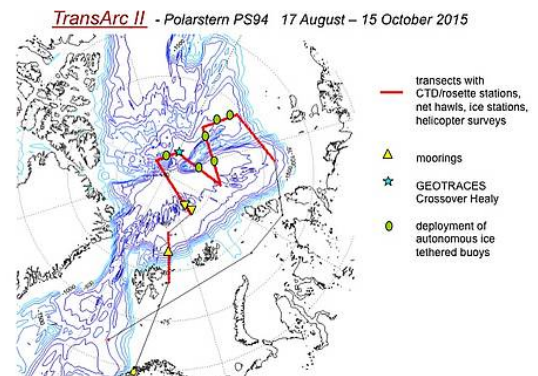 TransArc II - Polarstern PS94 17 August – 15 October 2015
transects with
CTD/rosette stations,
net hawls, ice stations,
helicopter surveys
moorings
GEOTRACES
Crossover Healy
deployment of
autonomous ice
tethered buoys